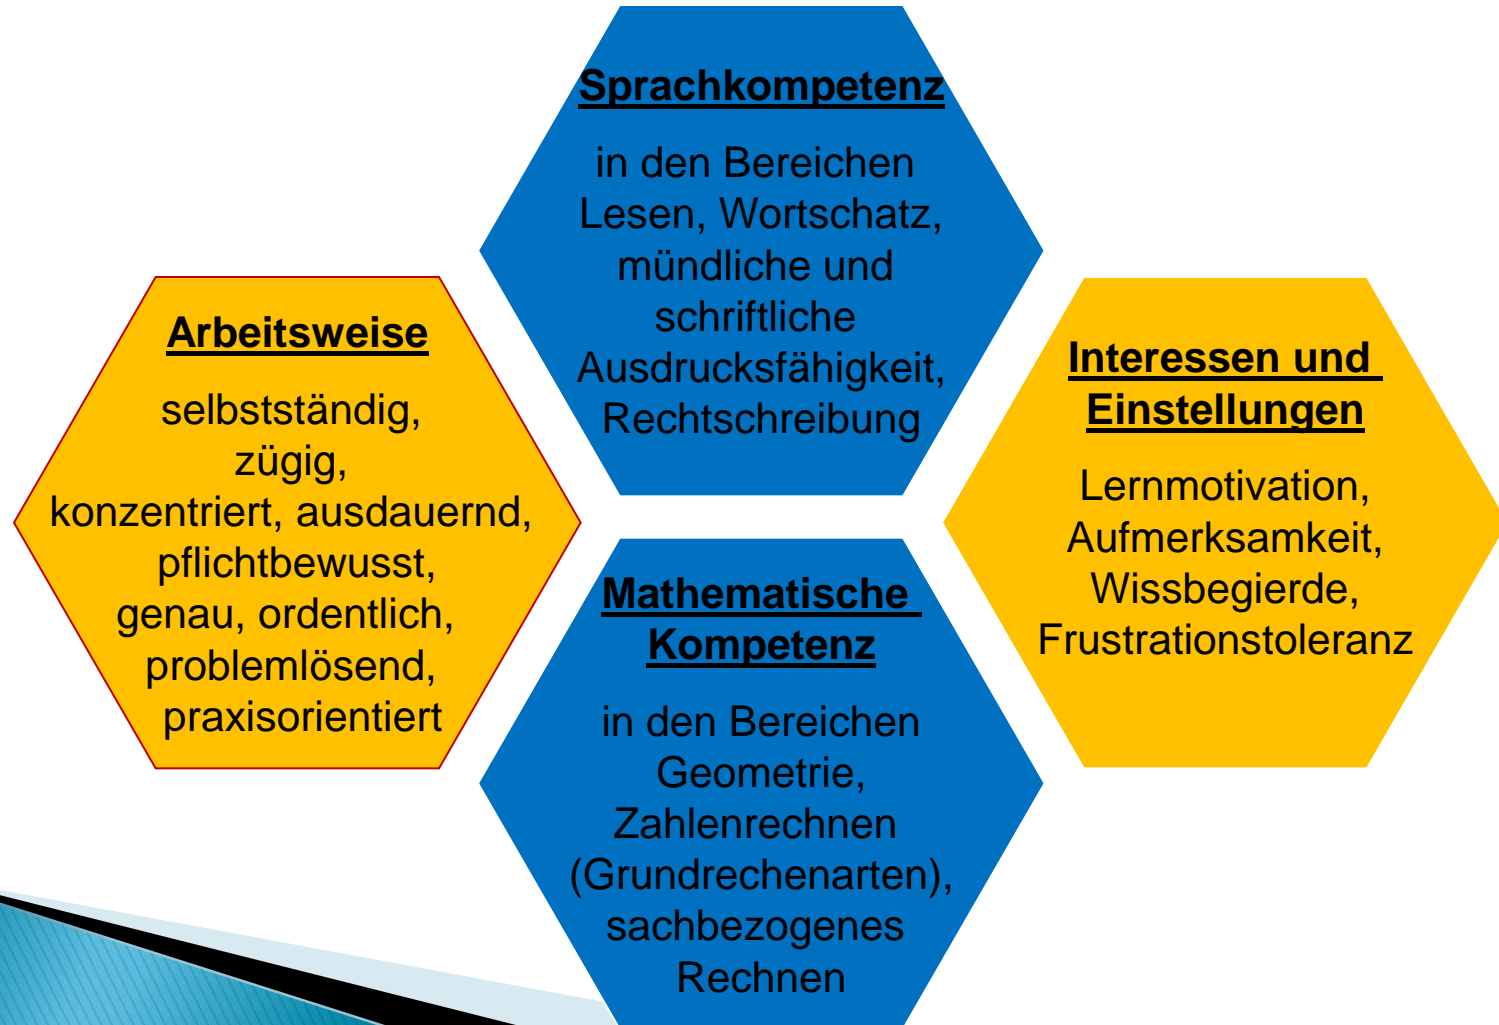 Sprachkompetenz
in den Bereichen
Lesen, Wortschatz,
mündliche und
schriftliche
Ausdrucksfähigkeit,
Rechtschreibung
Arbeitsweise
selbstständig,
zügig,
konzentriert, ausdauernd,
pflichtbewusst,
genau, ordentlich,
problemlösend,
praxisorientiert
Interessen und
Einstellungen
Lernmotivation,
Aufmerksamkeit,
Wissbegierde,
Frustrationstoleranz
Mathematische
Kompetenz
in den Bereichen
Geometrie,
Zahlenrechnen
(Grundrechenarten),
sachbezogenes
Rechnen